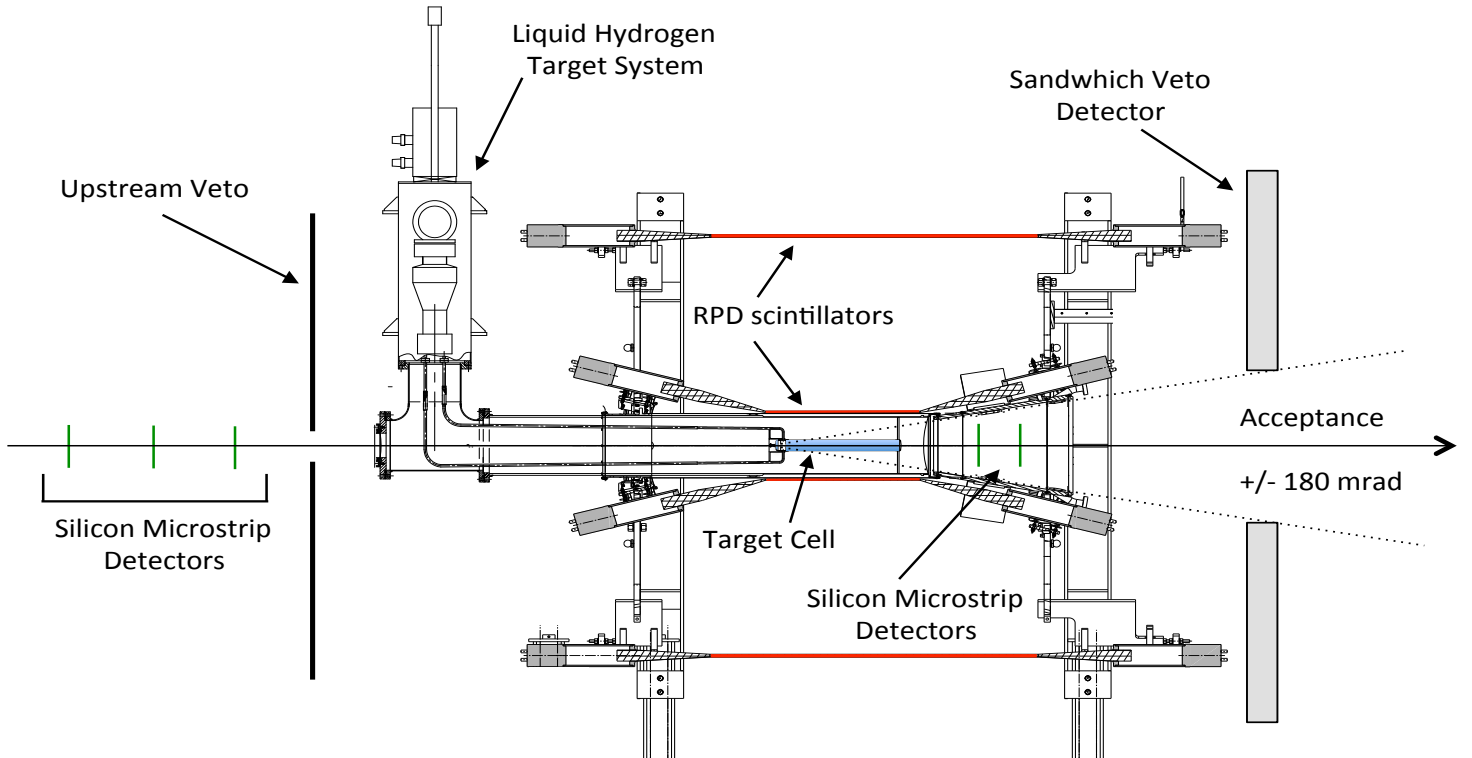 Liquid Hydrogen
Target System
Sandwhich Veto
Detector
Upstream Veto
RPD scintillators
Acceptance
+/- 180 mrad
Silicon Microstrip
Detectors
Target Cell
Silicon Microstrip
Detectors